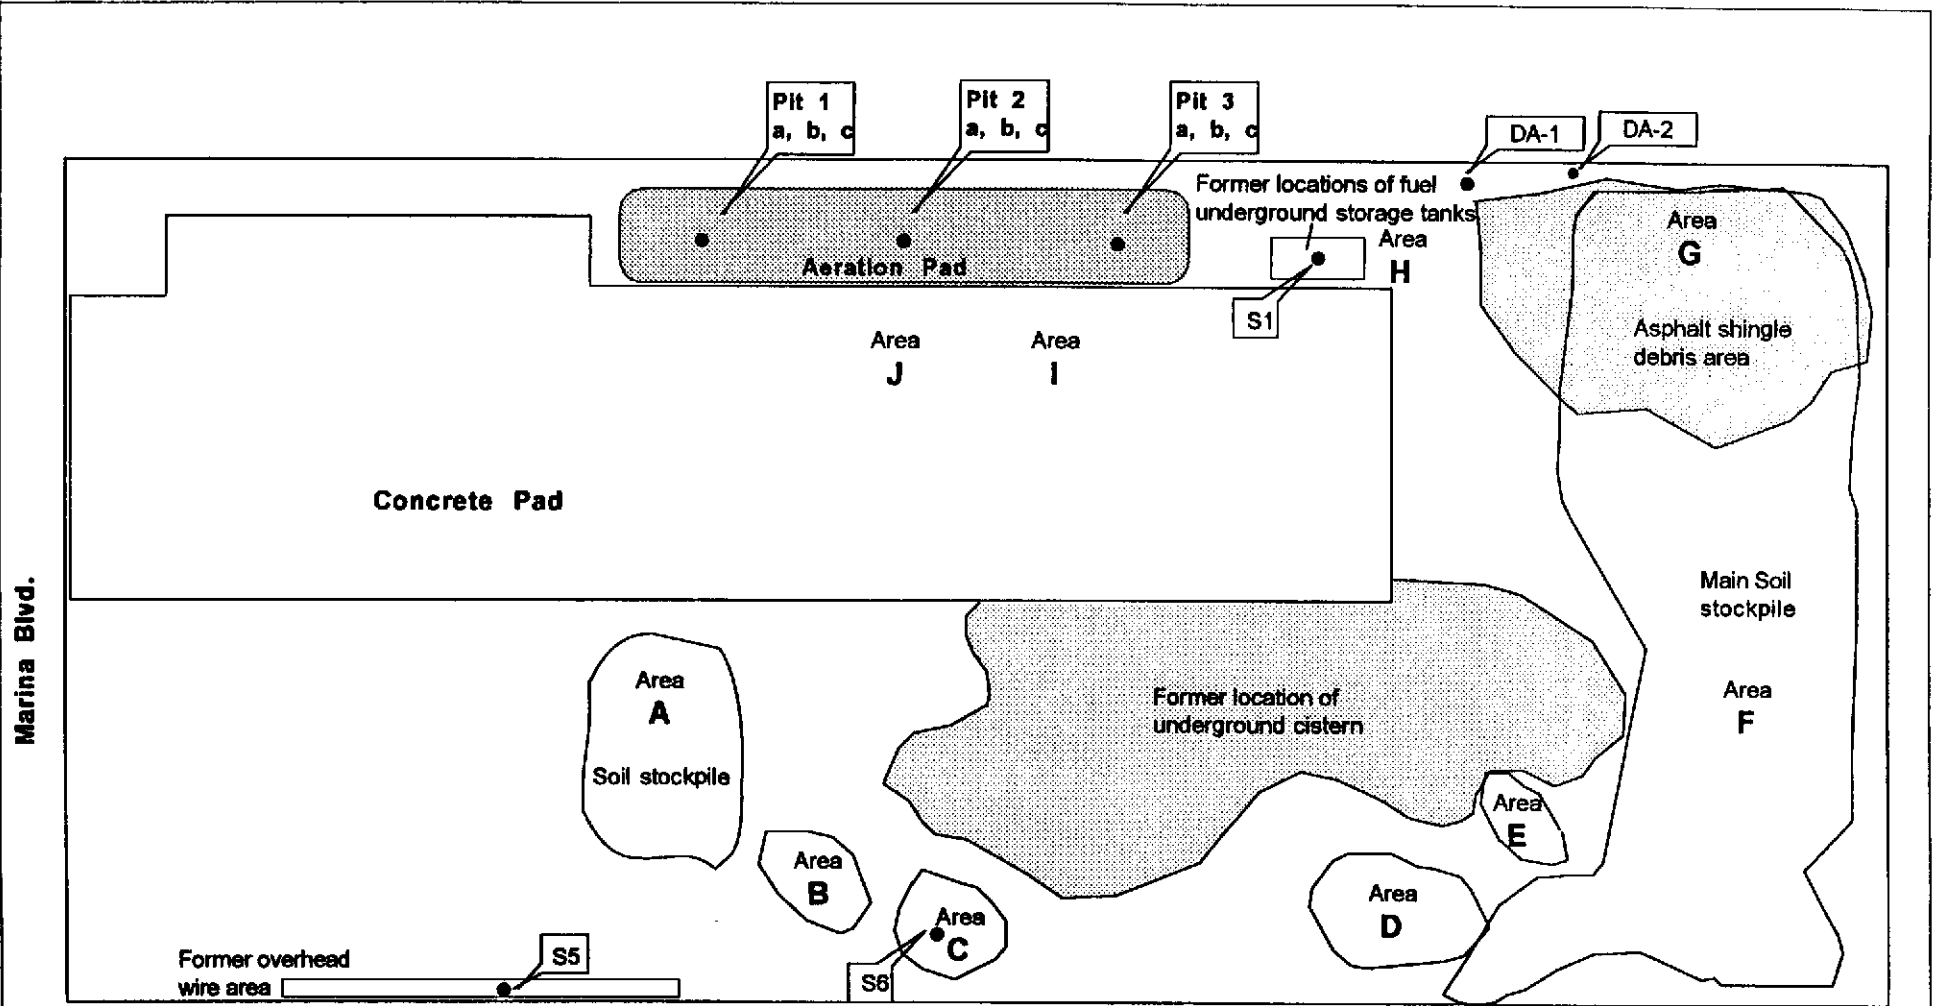 Pit 1
a, b, c
Pit 2
a, b, c
Pit 3
a, b, c
DA-1
DA-2
Former locations of fuel
underground storage tanks
Area
H
S1
Aeration Pad
Area
G
Asphalt shingle
debris area
Area
J
Area
I
Concrete Pad
Marina Blvd.
Main Soil
stockpile
Area
F
Area
A
Soil stockpile
Former location of
underground cistern
Area
E
Area
B
Area
C
S6
Area
D
Former overhead
wire area
S5